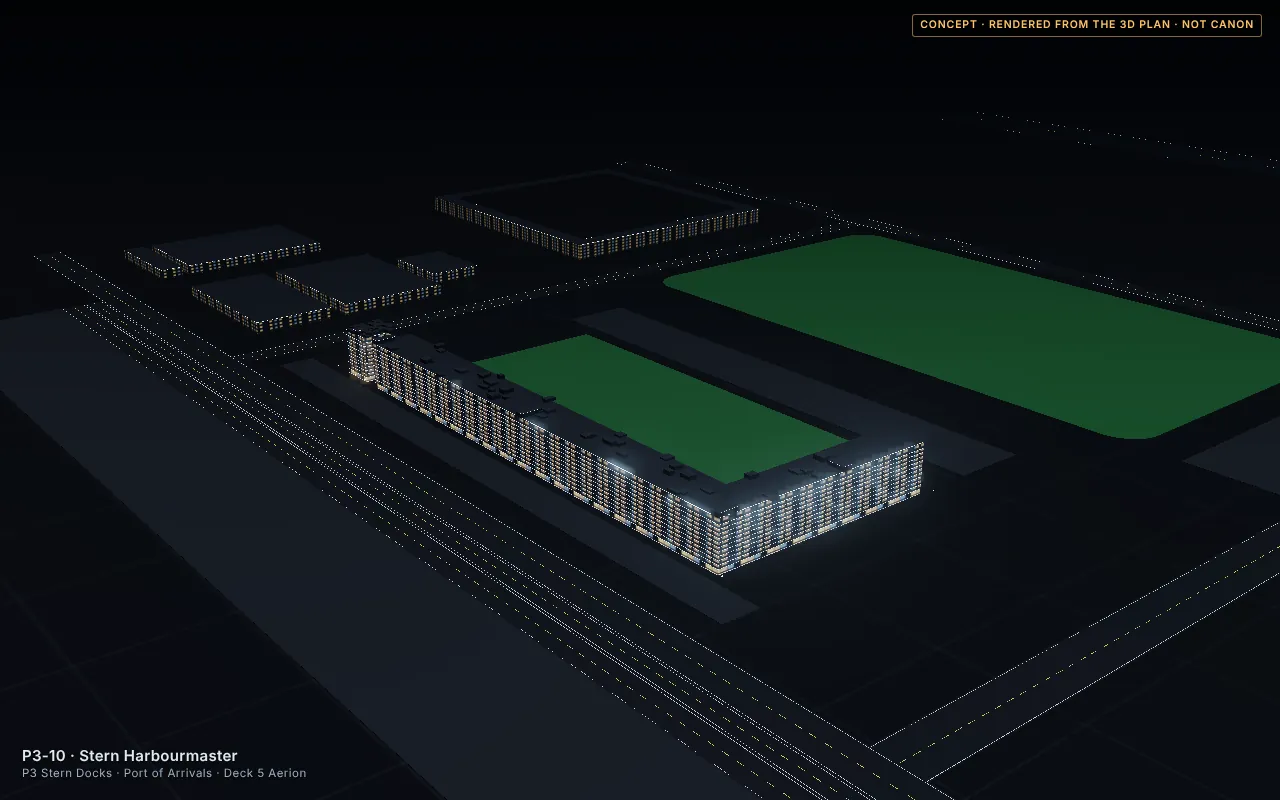 CONCEPT · RENDERED FROM THE 3D PLAN · NOT CANON
P3-10 · Stern Harbourmaster
P3 Stern Docks · Port of Arrivals · Deck 5 Aerion